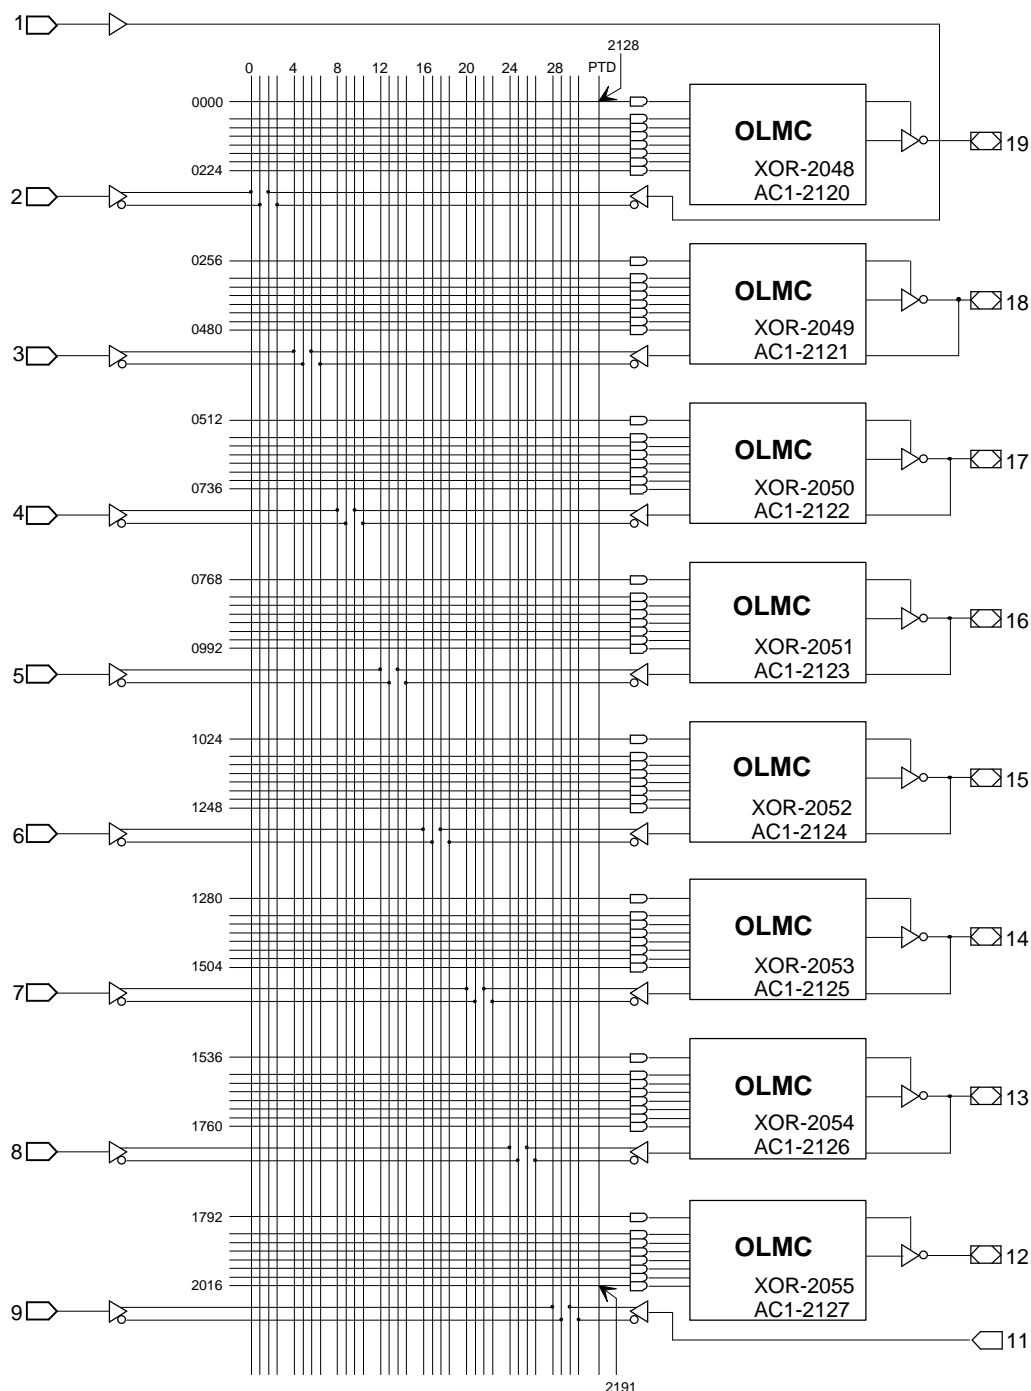 1
2128
0 4 8 12 16 20 24 28 PTD
0000
OLMC
19
XOR-2048
0224
AC1-2120
2
0256
OLMC
18
XOR-2049
0480
AC1-2121
3
0512
OLMC
17
XOR-2050
0736
AC1-2122
4
0768
OLMC
16
XOR-2051
0992
AC1-2123
5
1024
OLMC
15
XOR-2052
1248
AC1-2124
6
1280
OLMC
14
XOR-2053
1504
AC1-2125
7
1536
OLMC
13
XOR-2054
1760
AC1-2126
8
1792
OLMC
12
XOR-2055
2016
AC1-2127
9
11
2191